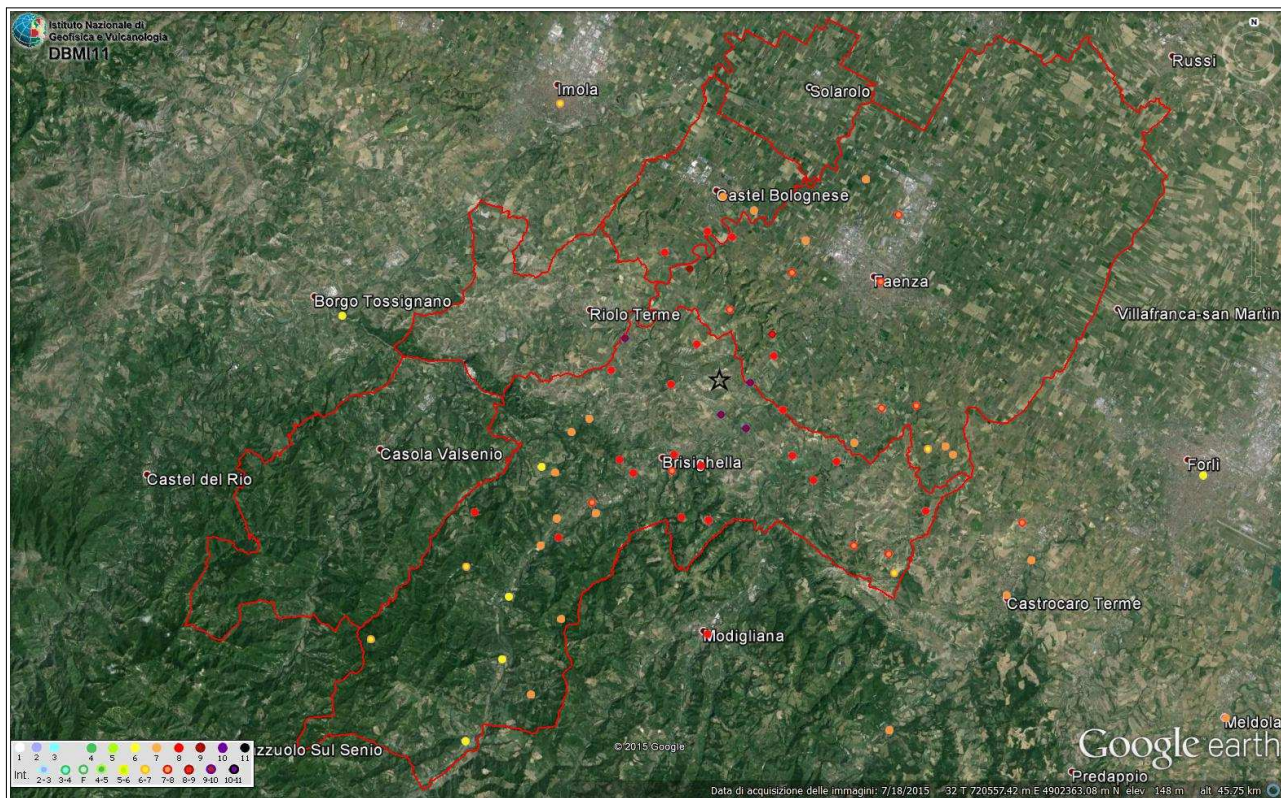 Istituto Nazionale di
Geofisica e Vulcanologia
DBMI11
N
Russi
Imola
Solarolo
Castel Bolognese
Faenza
Borgo Tossignano
Riolo Terme
Villafranca-san Martin
Casola Valsenio
Brisighella
Castel del Rio
Forlì
Castrocaro Terme
Modigliana
Meldola
azzuolo Sul Senio
© 2015 Google
Google earth
Predappio
1 2 3 4 5 6 7 8 9 10 11
Int. 2-3 3-4 F 4-5 5-6 6-7 7-8 8-9 9-10 10-11
Data di acquisizione delle immagini: 7/18/2015 32 T 720557.42 m E 4902363.08 m N elev 148 m alt 45.75 km